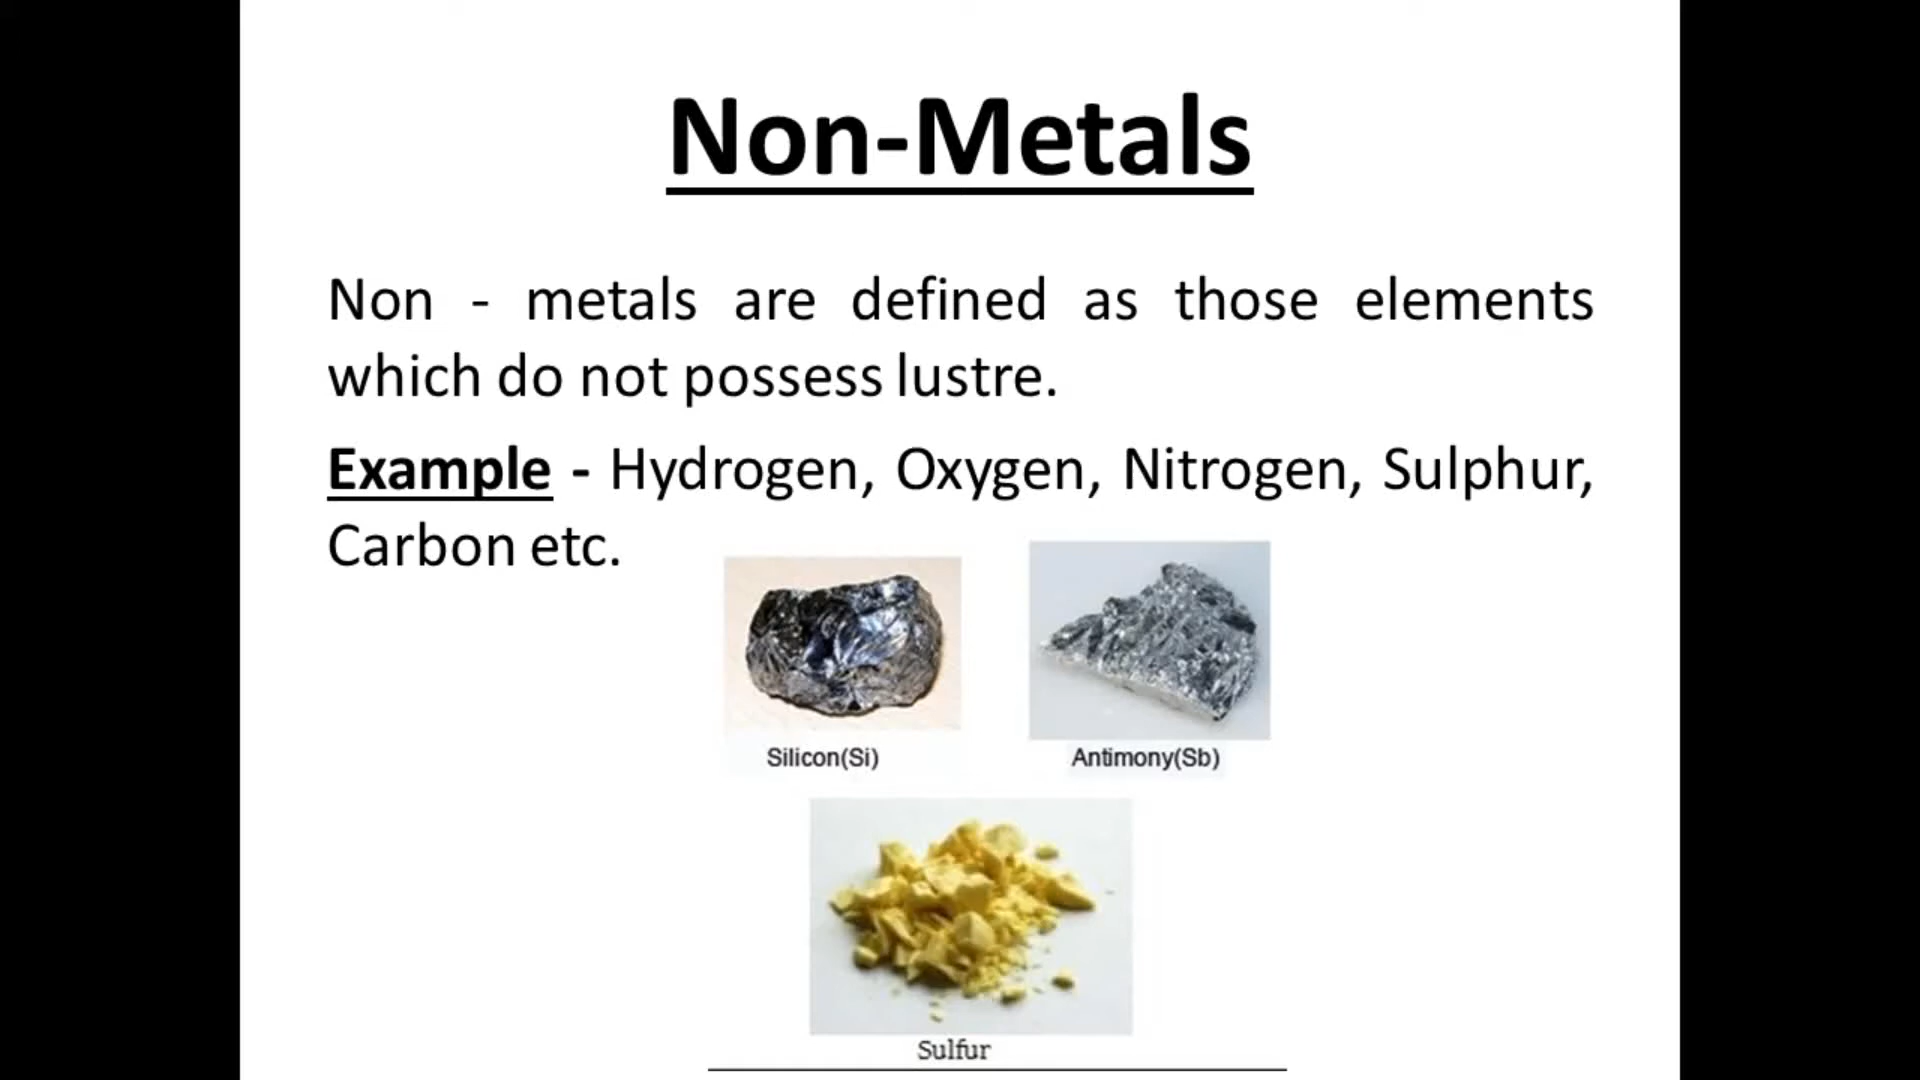 Non-Metals
Non - metals are defined as those elements
which do not possess lustre.
Example - Hydrogen, Oxygen, Nitrogen, Sulphur,
Carbon etc.
Silicon(Si)
Antimony(Sb)
Sulfur